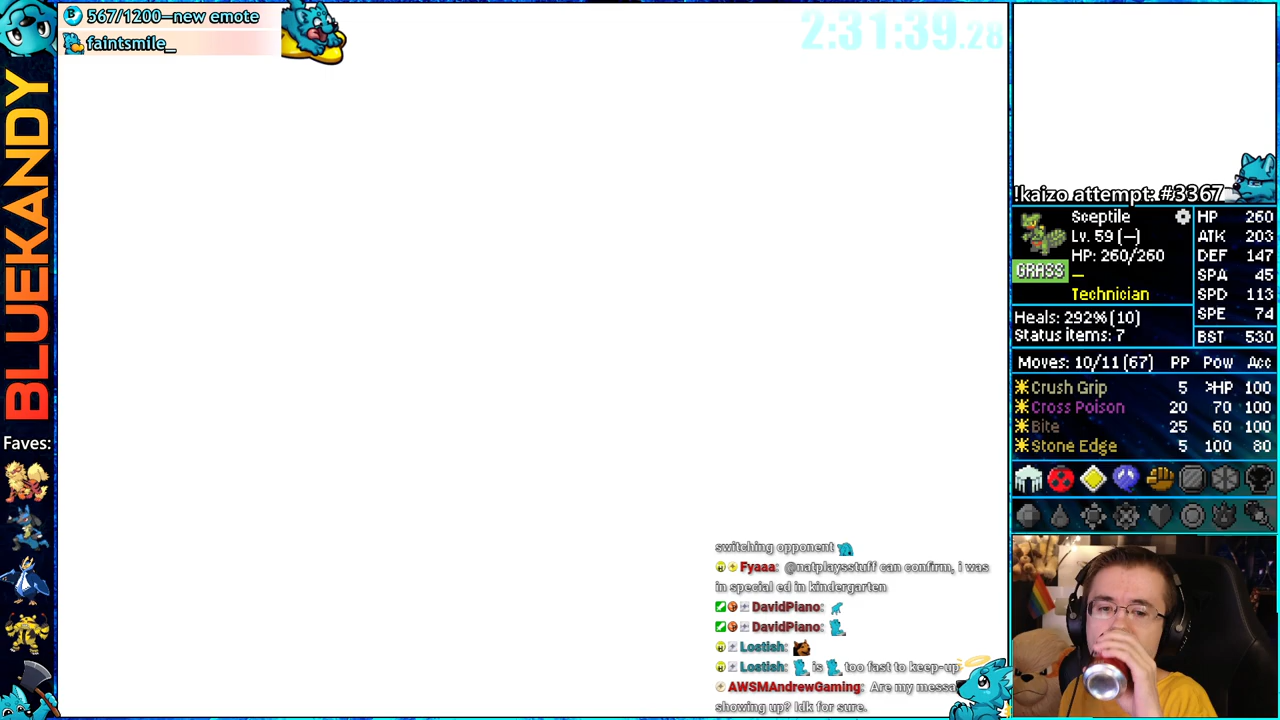 567/1200—new emote
faintsmile_
2:31:39.28
BLUEKANDY
Faves:
!kaizo attempt: #3367
Sceptile
Lv. 59 (—)
HP: 260/260
GRASS
—
Technician
Heals: 292% (10)
Status items: 7
HP 260
ATK 203
DEF 147
SPA 45
SPD 113
SPE 74
BST 530
Moves: 10/11 (67) PP Pow Acc
Crush Grip 5 >HP 100
Cross Poison 20 70 100
Bite 25 60 100
Stone Edge 5 100 80
switching opponent
Fyaaa: @natplaysstuff can confirm, i was
in special ed in kindergarten
DavidPiano:
DavidPiano:
Lostish:
Lostish: is too fast to keep-up
AWSMAndrewGaming: Are my messa
showing up? Idk for sure.